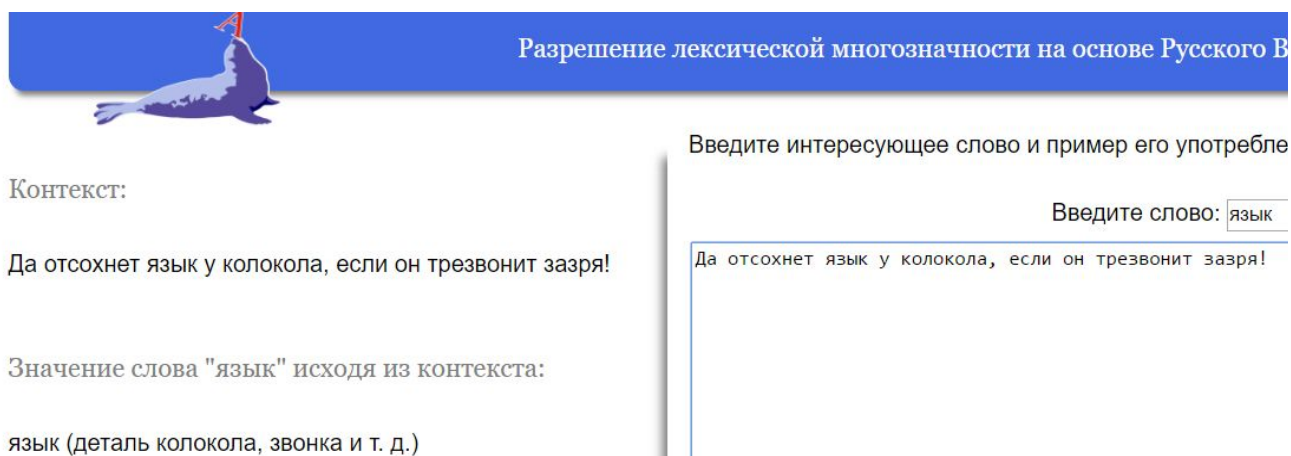 Разрешение лексической многозначности на основе Русского В
Контекст:
Да отсохнет язык у колокола, если он трезвонит зазря!
Значение слова "язык" исходя из контекста:
язык (деталь колокола, звонка и т. д.)
Введите интересующее слово и пример его употребле
Введите слово: язык
Да отсохнет язык у колокола, если он трезвонит зазря!